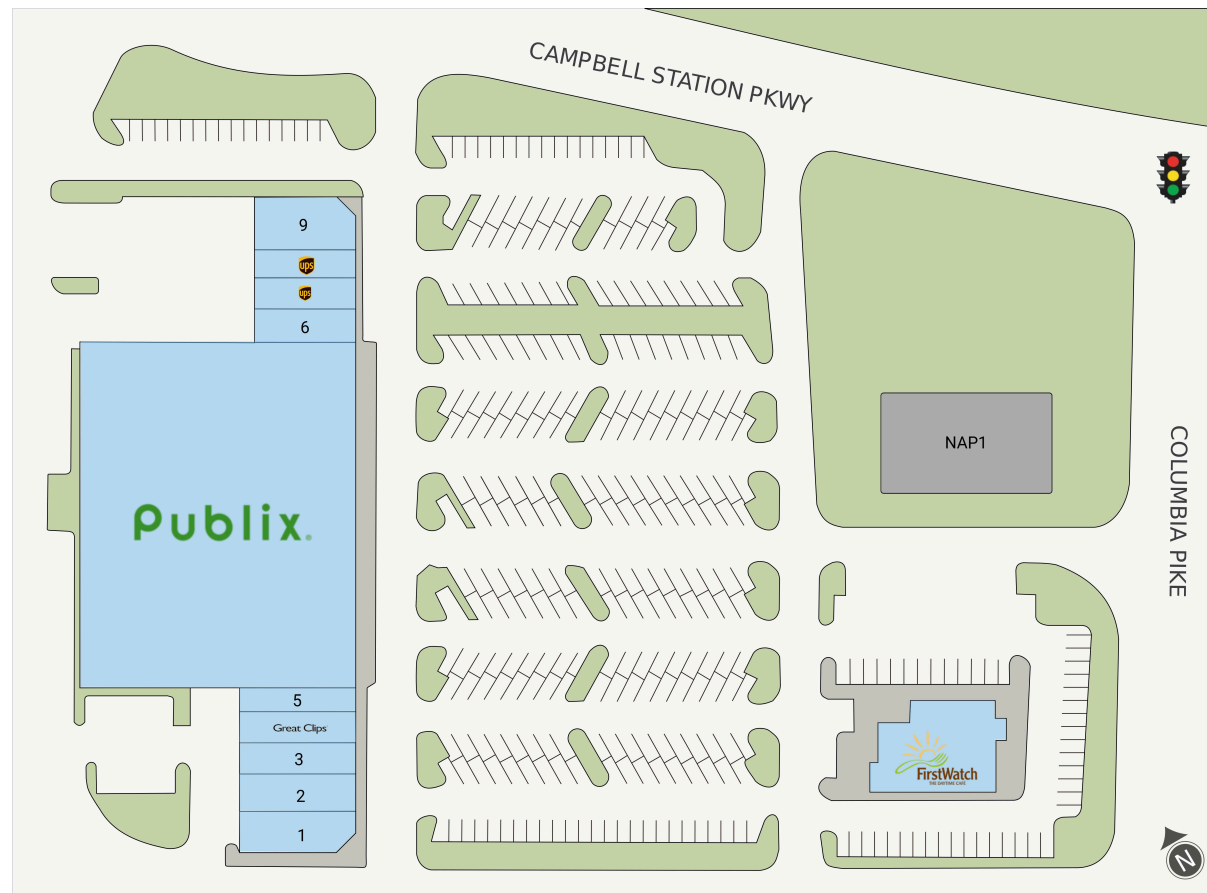 CAMPBELL STATION PKWY
9
ups
ups
6
NAP1
COLUMBIA PIKE
Publix.
5
Great Clips
3
2
1
FirstWatch
THE DAYTIME CAFE
N